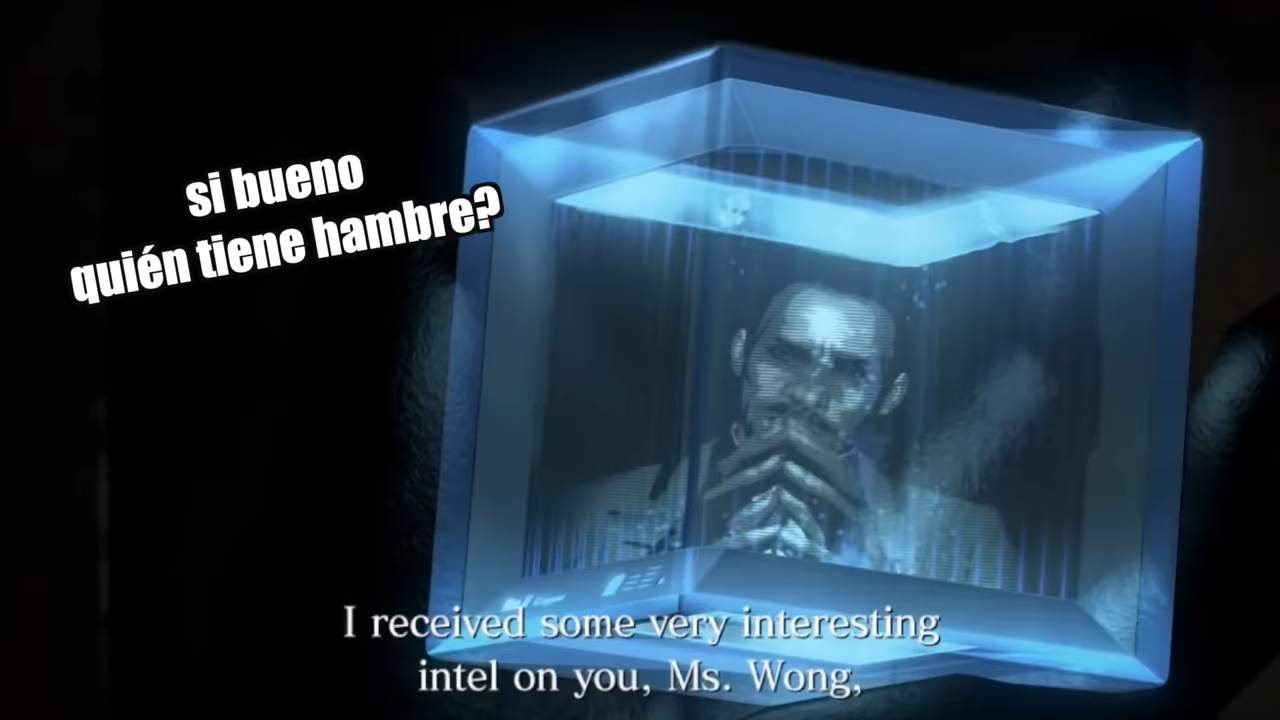 si bueno
quién tiene hambre?
I received some very interesting
intel on you, Ms. Wong,